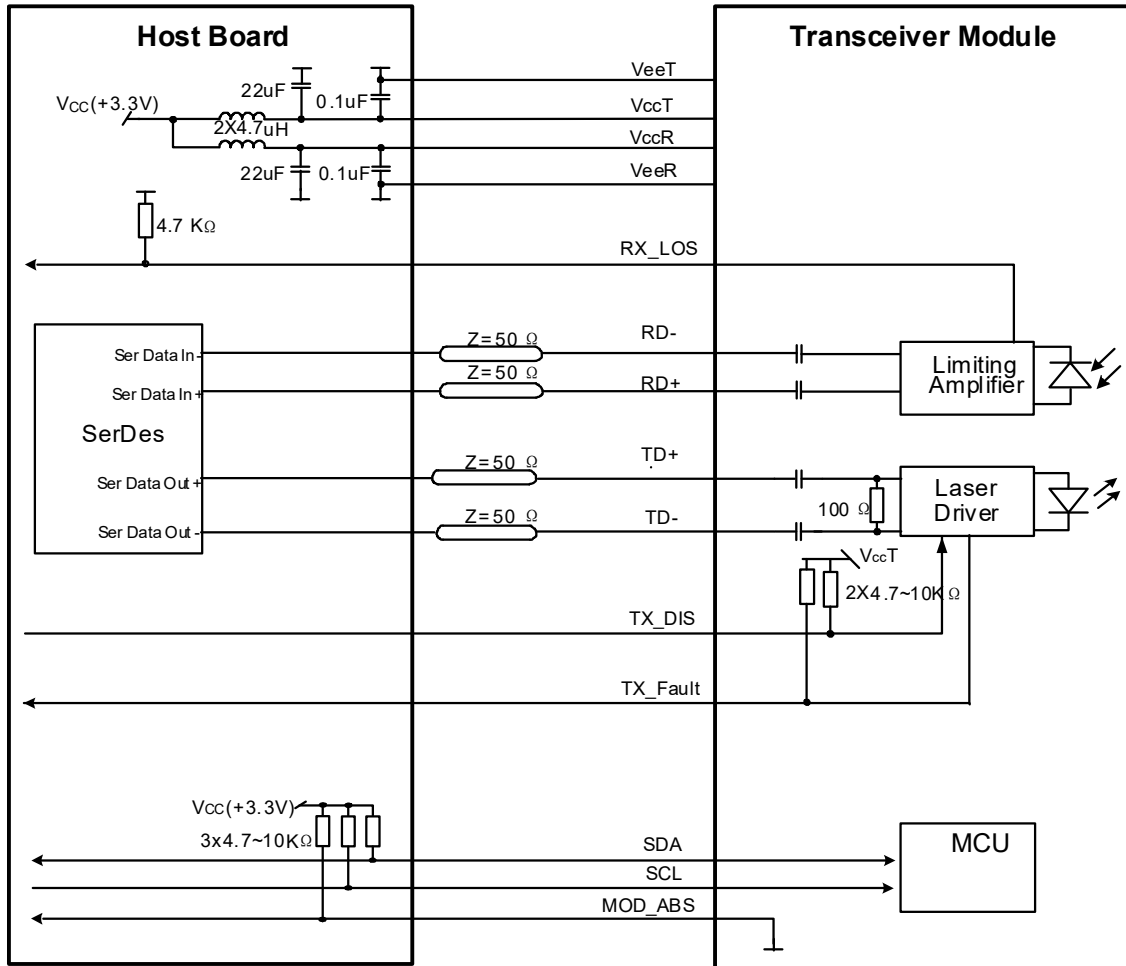 Host Board
Transceiver Module
VeeT
22uF
0.1uF
VCC(+3.3V)
VccT
2X4.7uH
VccR
22uF
0.1uF
VeeR
4.7 KΩ
RX_LOS
Z=50 Ω
RD-
Ser Data In -
Limiting
Amplifier
Z=50 Ω
RD+
Ser Data In +
SerDes
Z=50 Ω
TD+
Ser Data Out +
Laser
Driver
100 Ω
Z=50 Ω
TD-
Ser Data Out -
VccT
2X4.7~10KΩ
TX_DIS
TX_Fault
VCC(+3.3V)
3x4.7~10KΩ
SDA
MCU
SCL
MOD_ABS